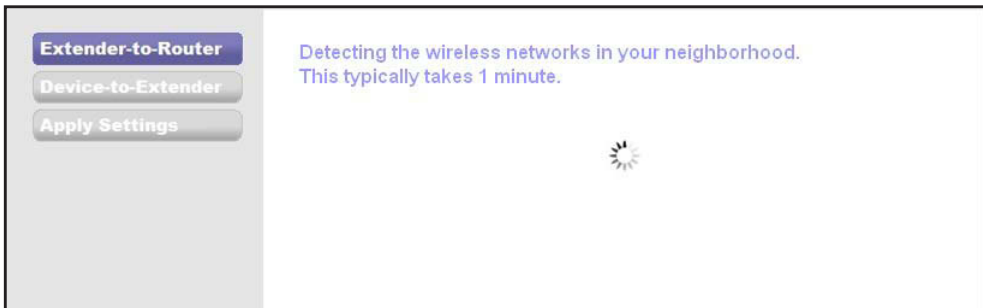 Extender-to-Router
Device-to-Extender
Apply Settings
Detecting the wireless networks in your neighborhood.
This typically takes 1 minute.